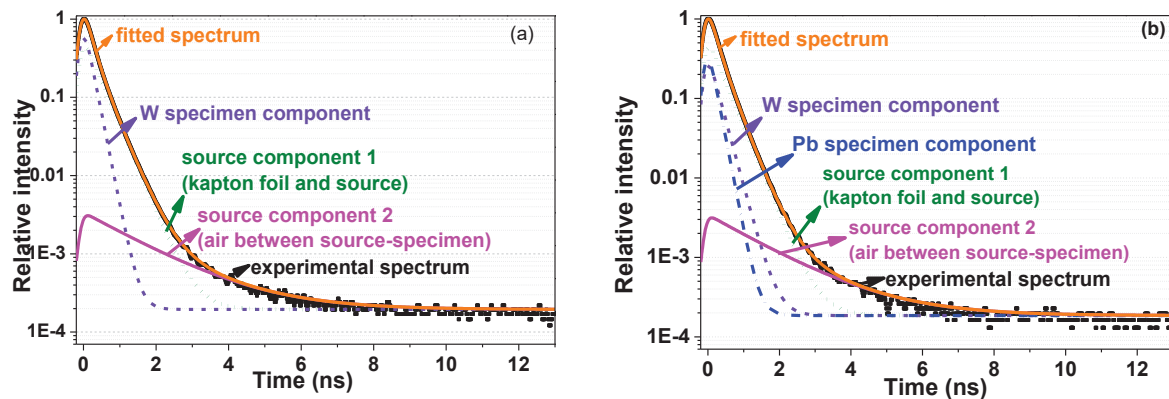 (a)
fitted spectrum
W specimen component
source component 1
(kapton foil and source)
source component 2
(air between source-specimen)
experimental spectrum
Relative intensity
1
0.1
0.01
1E-3
1E-4
0 2 4 6 8 10 12
Time (ns)
(b)
fitted spectrum
W specimen component
Pb specimen component
source component 1
(kapton foil and source)
source component 2
(air between source-specimen)
experimental spectrum
Relative intensity
1
0.1
0.01
1E-3
1E-4
0 2 4 6 8 10 12
Time (ns)